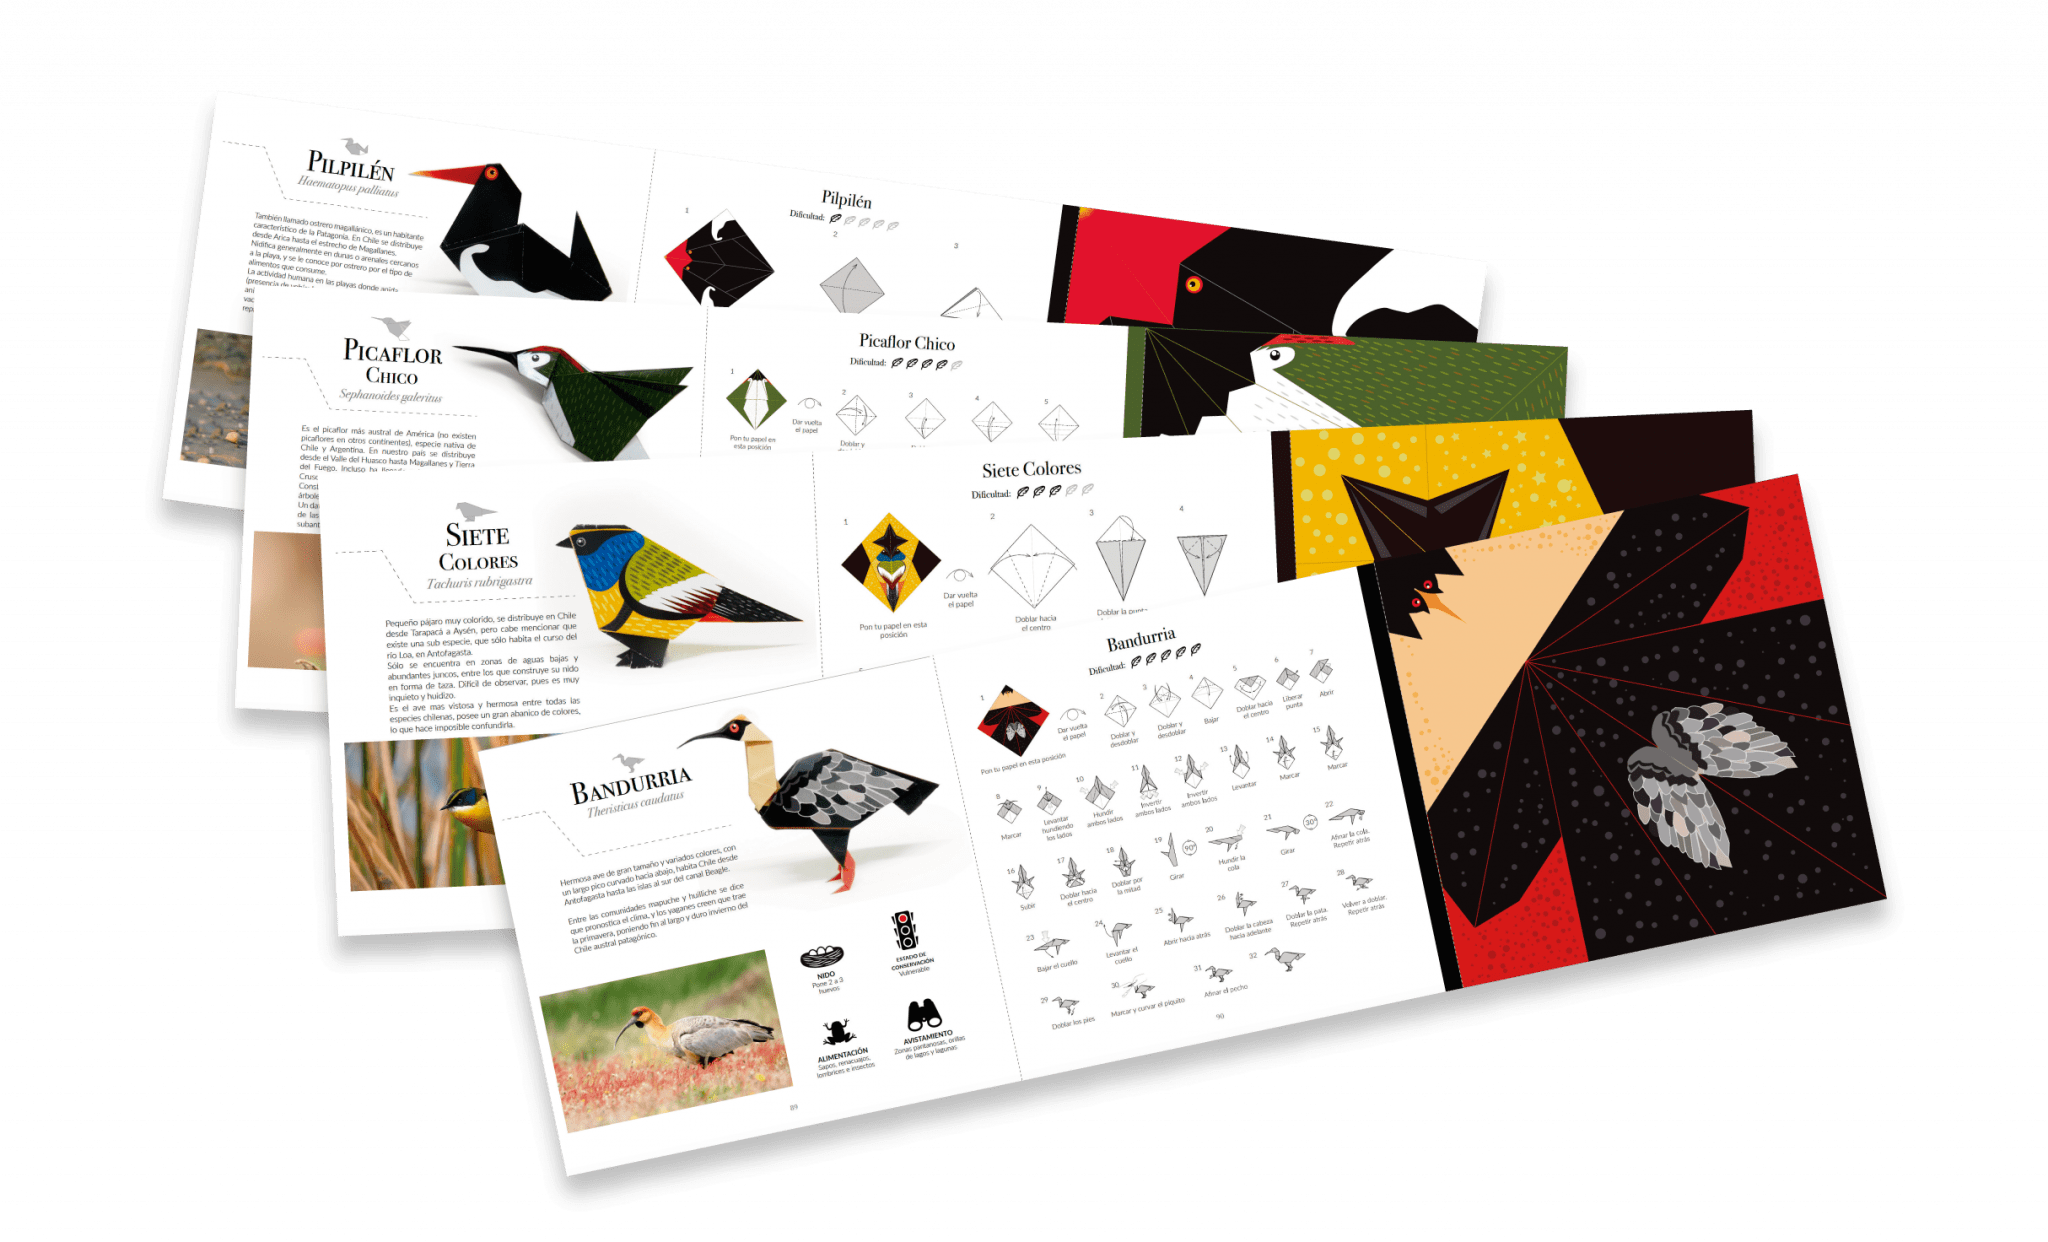 PILPILÉN
Haematopus palliatus
También llamado ostrero magallánico, es un habitante
característico de la Patagonia. En Chile se distribuye
desde Arica hasta el estrecho de Magallanes.
Nidifica generalmente en dunas o arenales cercanos
a la playa, y se le conoce por ostrero por el tipo de
alimentos que consume.
La actividad humana en las playas donde anida
(presencia de
Pilpilén
Dificultad:
1
2
3
PICAFLOR
CHICO
Sephanoides galeritus
Es el picaflor más austral de América (no existen
picaflores en otros continentes), especie nativa de
Chile y Argentina. En nuestro país se distribuye
desde el Valle del Huasco hasta Magallanes y Tierra
del Fuego. Incluso ha
Un da
de las
Picaflor Chico
Dificultad:
1
Pon tu papel en
esta posición
Dar vuelta
el papel
2
Doblar y
3
4
5
SIETE
COLORES
Tachuris rubrigastra
Pequeño pájaro muy colorido, se distribuye en Chile
desde Tarapacá a Aysén, pero cabe mencionar que
existe una sub especie, que sólo habita el curso del
río Loa, en Antofagasta.
Sólo se encuentra en zonas de aguas bajas y
abundantes juncos, entre los que construye su nido
en forma de taza. Difícil de observar, pues es muy
inquieto y huidizo.
Es el ave mas vistosa y hermosa entre todas las
especies chilenas, posee un gran abanico de colores,
lo que hace imposible confundirla.
Siete Colores
Dificultad:
1
Pon tu papel en esta
posición
Dar vuelta
el papel
2
Doblar hacia
el centro
3
Doblar la punta
4
BANDURRIA
Theristicus caudatus
Hermosa ave de gran tamaño y variados colores, con
un largo pico curvado hacia abajo, habita Chile desde
Antofagasta hasta las islas al sur del canal Beagle.
Entre las comunidades mapuche y huilliche se dice
que pronostica el clima, y los yaganes creen que trae
la primavera, poniendo fin al largo y duro invierno del
Chile austral patagónico.
NIDO
Pone 2 a 3
huevos
ESTADO DE
CONSERVACIÓN
Vulnerable
ALIMENTACIÓN
Sapos, renacuajos,
lombrices e insectos
AVISTAMIENTO
Zonas pantanosas, orillas
de lagos y lagunas
89
Bandurria
Dificultad:
1
Pon tu papel en esta posición
Dar vuelta
el papel
2
Doblar y
desdoblar
3
Doblar y
desdoblar
4
Bajar
5
Doblar hacia
el centro
6
Liberar
punta
7
Abrir
8
Marcar
9
Levantar
hundiendo
los lados
10
Hundir
ambos lados
11
Invertir
ambos lados
12
Invertir
ambos lados
13
Levantar
14
Marcar
15
Marcar
16
Subir
17
Doblar hacia
el centro
18
Doblar por
la mitad
19
90°
Girar
20
Hundir la
cola
21
30°
Girar
22
Afinar la cola.
Repetir atrás
23
Bajar el cuello
24
Levantar el
cuello
25
Abrir hacia atrás
26
Doblar la cabeza
hacia adelante
27
Doblar la pata.
Repetir atrás
28
Volver a doblar.
Repetir atrás
29
Doblar los pies
30
Marcar y curvar el piquito
31
Afinar el pecho
32
90